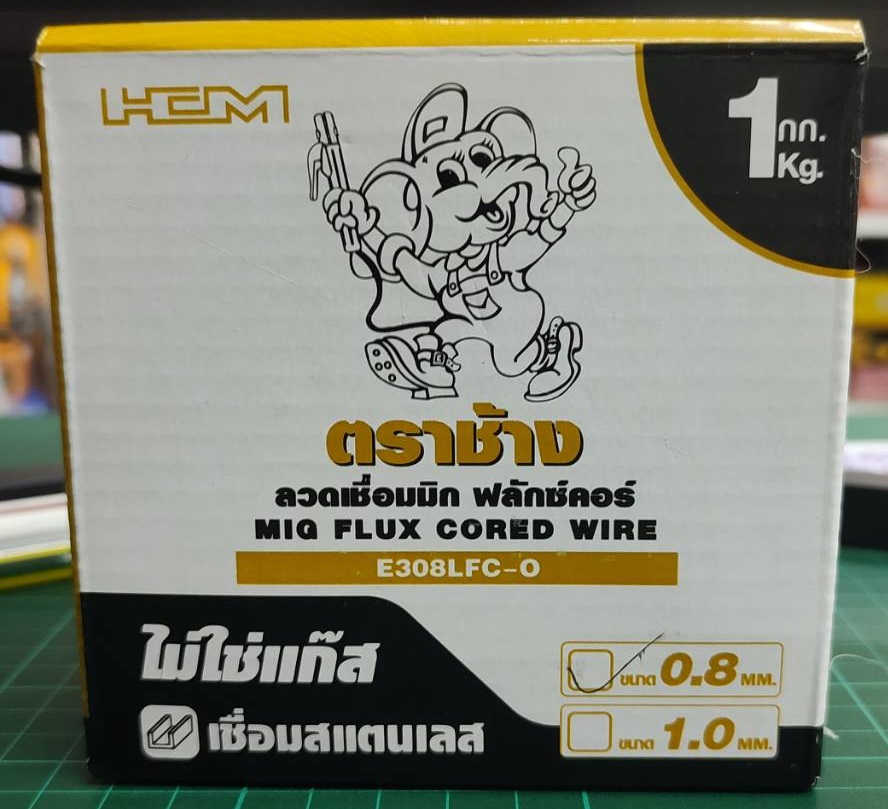 HCM
1 กก.
Kg.
ตราช้าง
ลวดเชื่อมมิก ฟลักซ์คอร์
MIG FLUX CORED WIRE
E308LFC-O
ไม่ใช่แก๊ส
เชื่อมสแตนเลส
ขนาด 0.8 MM.
ขนาด 1.0 MM.